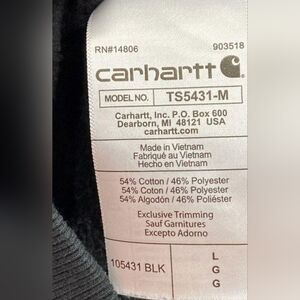 RN#14806 903518
carhartt
MODEL NO. TS5431-M
Carhartt, Inc. P.O. Box 600
Dearborn, MI 48121 USA
carhartt.com
Made in Vietnam
Fabriqué au Vietnam
Hecho en Vietnam
54% Cotton / 46% Polyester
54% Coton / 46% Polyester
54% Algodón / 46% Poliéster
Exclusive Trimming
Sauf Garnitures
Excepto Adorno
105431 BLK
L
G
G